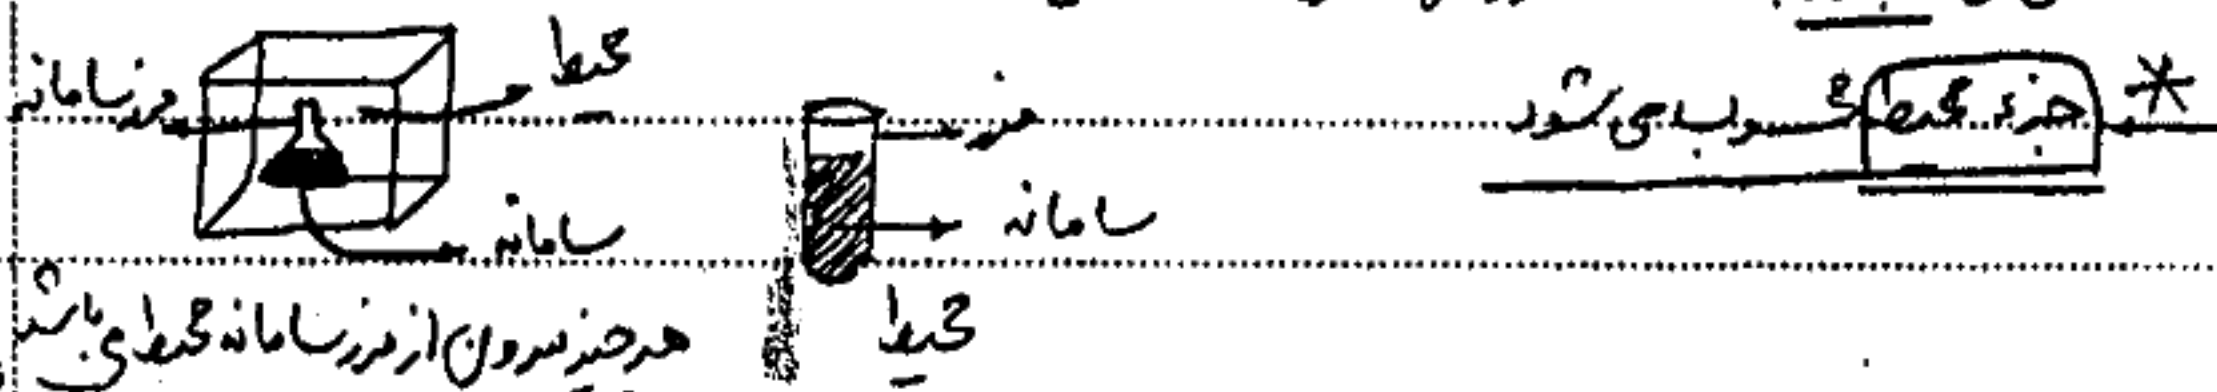 * جزء محیط محسوب می شود
محیط
مرز سامانه
سامانه
مرز
سامانه
محیط
هر چیز بیرون از مرز سامانه محیط می باشد